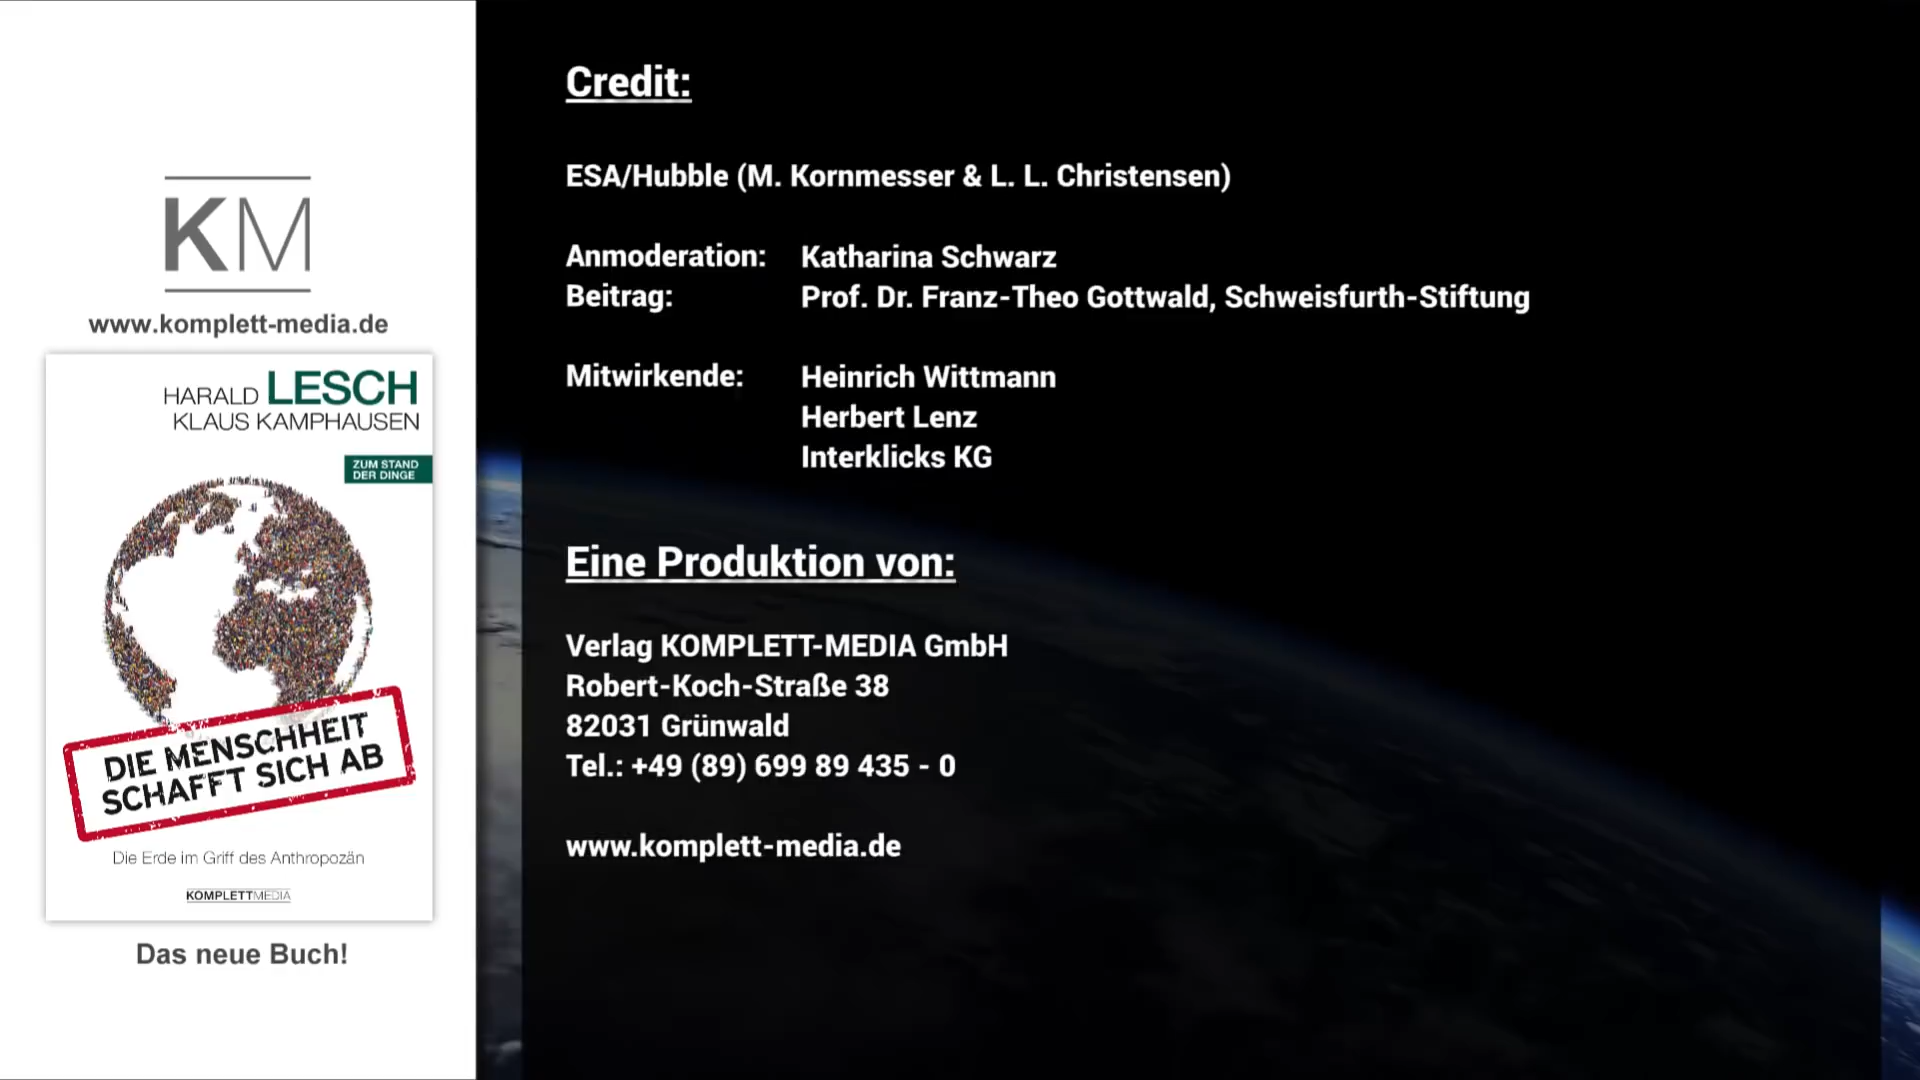 KM
www.komplett-media.de
HARALD LESCH
KLAUS KAMPHAUSEN
ZUM STAND
DER DINGE
DIE MENSCHHEIT
SCHAFFT SICH AB
Die Erde im Griff des Anthropozän
KOMPLETTMEDIA
Das neue Buch!
Credit:
ESA/Hubble (M. Kornmesser & L. L. Christensen)
Anmoderation: Katharina Schwarz
Beitrag: Prof. Dr. Franz-Theo Gottwald, Schweisfurth-Stiftung
Mitwirkende: Heinrich Wittmann
Herbert Lenz
Interklicks KG
Eine Produktion von:
Verlag KOMPLETT-MEDIA GmbH
Robert-Koch-Straße 38
82031 Grünwald
Tel.: +49 (89) 699 89 435 - 0
www.komplett-media.de